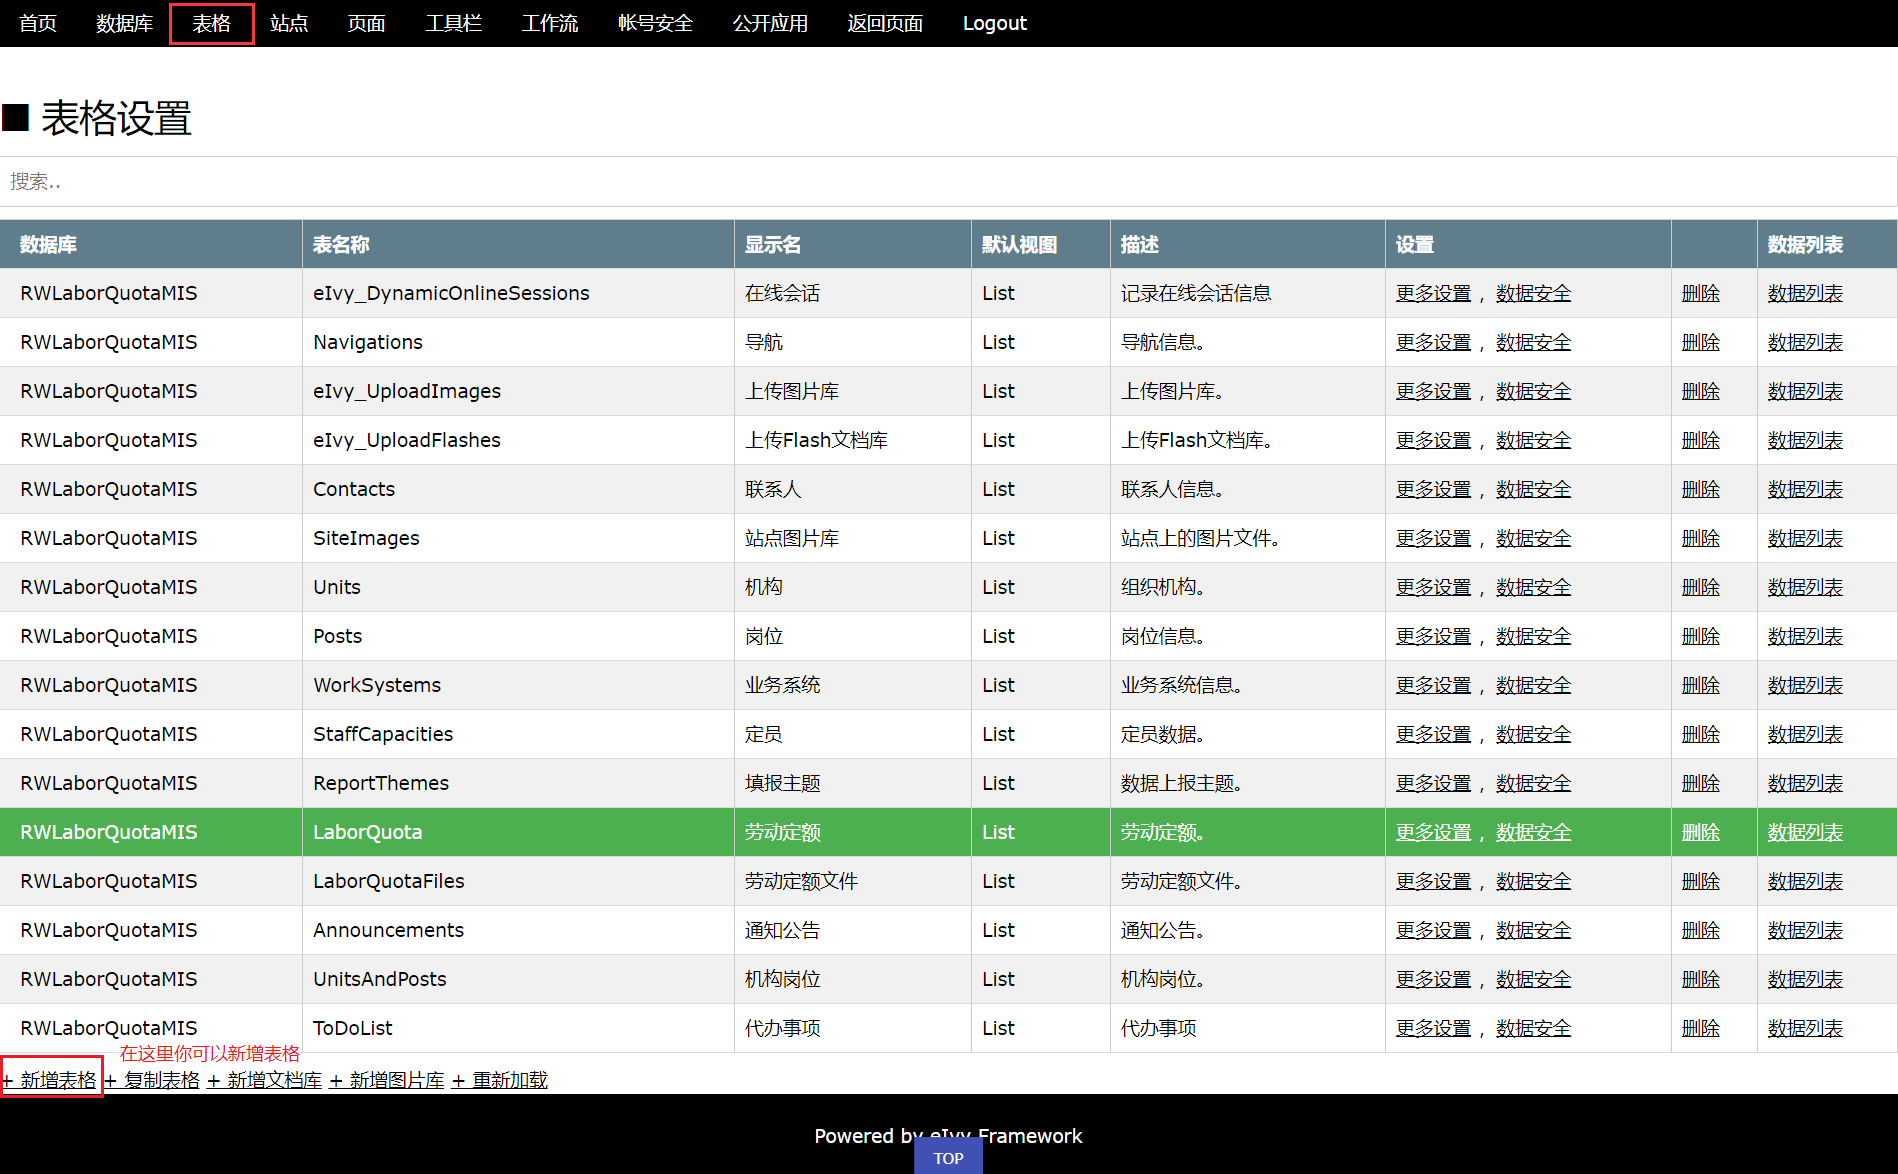 首页 数据库 表格 站点 页面 工具栏 工作流 帐号安全 公开应用 返回页面 Logout
■ 表格设置
搜索..
数据库 表名称 显示名 默认视图 描述 设置 数据列表
RWLaborQuotaMIS eIvy_DynamicOnlineSessions 在线会话 List 记录在线会话信息 更多设置 , 数据安全 删除 数据列表
RWLaborQuotaMIS Navigations 导航 List 导航信息。 更多设置 , 数据安全 删除 数据列表
RWLaborQuotaMIS eIvy_UploadImages 上传图片库 List 上传图片库。 更多设置 , 数据安全 删除 数据列表
RWLaborQuotaMIS eIvy_UploadFlashes 上传Flash文档库 List 上传Flash文档库。 更多设置 , 数据安全 删除 数据列表
RWLaborQuotaMIS Contacts 联系人 List 联系人信息。 更多设置 , 数据安全 删除 数据列表
RWLaborQuotaMIS SiteImages 站点图片库 List 站点上的图片文件。 更多设置 , 数据安全 删除 数据列表
RWLaborQuotaMIS Units 机构 List 组织机构。 更多设置 , 数据安全 删除 数据列表
RWLaborQuotaMIS Posts 岗位 List 岗位信息。 更多设置 , 数据安全 删除 数据列表
RWLaborQuotaMIS WorkSystems 业务系统 List 业务系统信息。 更多设置 , 数据安全 删除 数据列表
RWLaborQuotaMIS StaffCapacities 定员 List 定员数据。 更多设置 , 数据安全 删除 数据列表
RWLaborQuotaMIS ReportThemes 填报主题 List 数据上报主题。 更多设置 , 数据安全 删除 数据列表
RWLaborQuotaMIS LaborQuota 劳动定额 List 劳动定额。 更多设置 , 数据安全 删除 数据列表
RWLaborQuotaMIS LaborQuotaFiles 劳动定额文件 List 劳动定额文件。 更多设置 , 数据安全 删除 数据列表
RWLaborQuotaMIS Announcements 通知公告 List 通知公告。 更多设置 , 数据安全 删除 数据列表
RWLaborQuotaMIS UnitsAndPosts 机构岗位 List 机构岗位。 更多设置 , 数据安全 删除 数据列表
RWLaborQuotaMIS ToDoList 代办事项 List 代办事项 更多设置 , 数据安全 删除 数据列表
在这里你可以新增表格
+ 新增表格 + 复制表格 + 新增文档库 + 新增图片库 + 重新加载
Powered by eIvy Framework
TOP